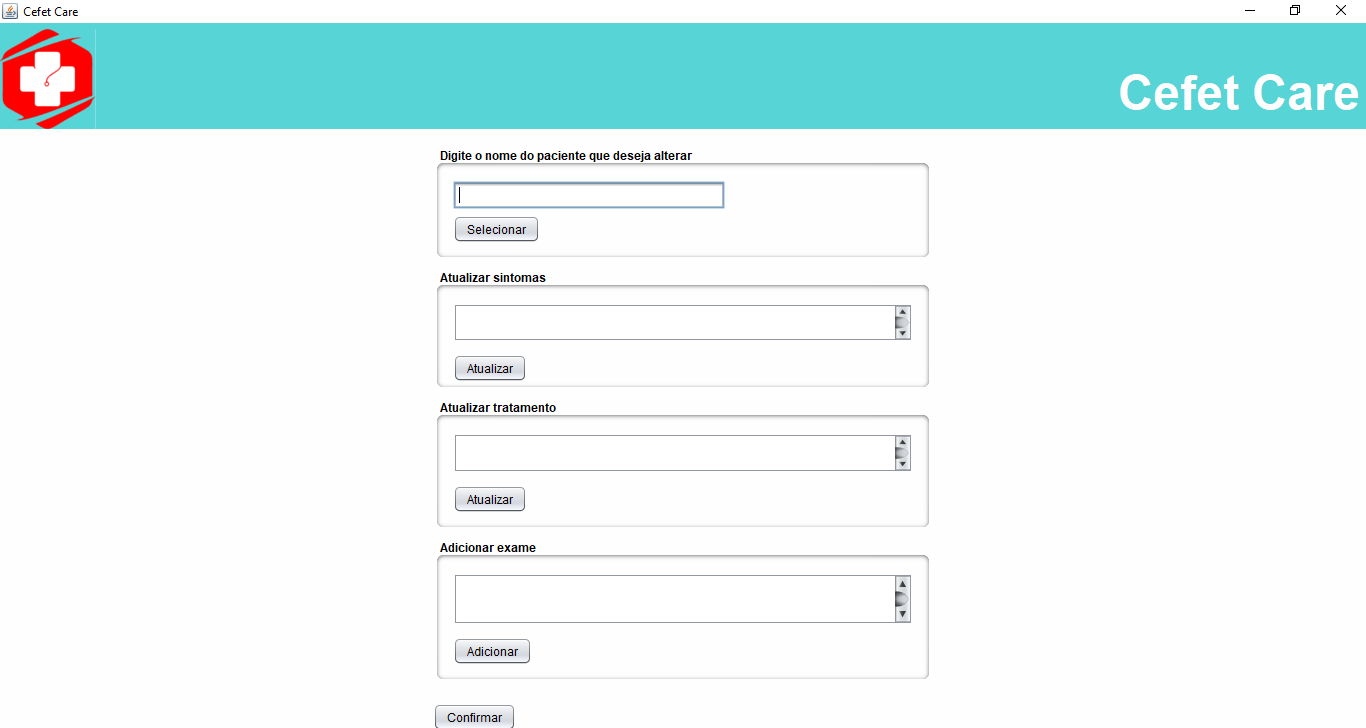 Cefet Care
Cefet Care
Digite o nome do paciente que deseja alterar
Selecionar
Atualizar sintomas
Atualizar
Atualizar tratamento
Atualizar
Adicionar exame
Adicionar
Confirmar